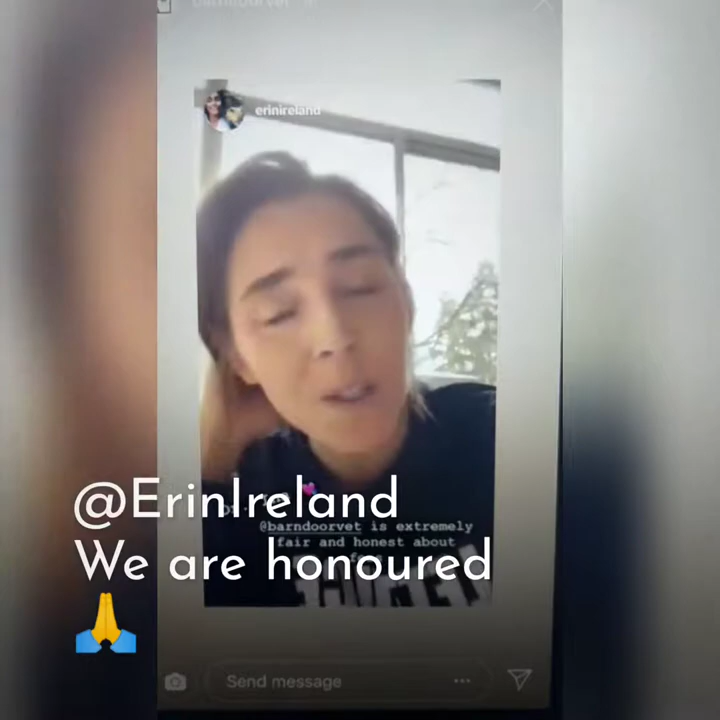 erinireland
@ErinIreland
@barndoorvet is extremely
fair and honest about
We are honoured
Send message